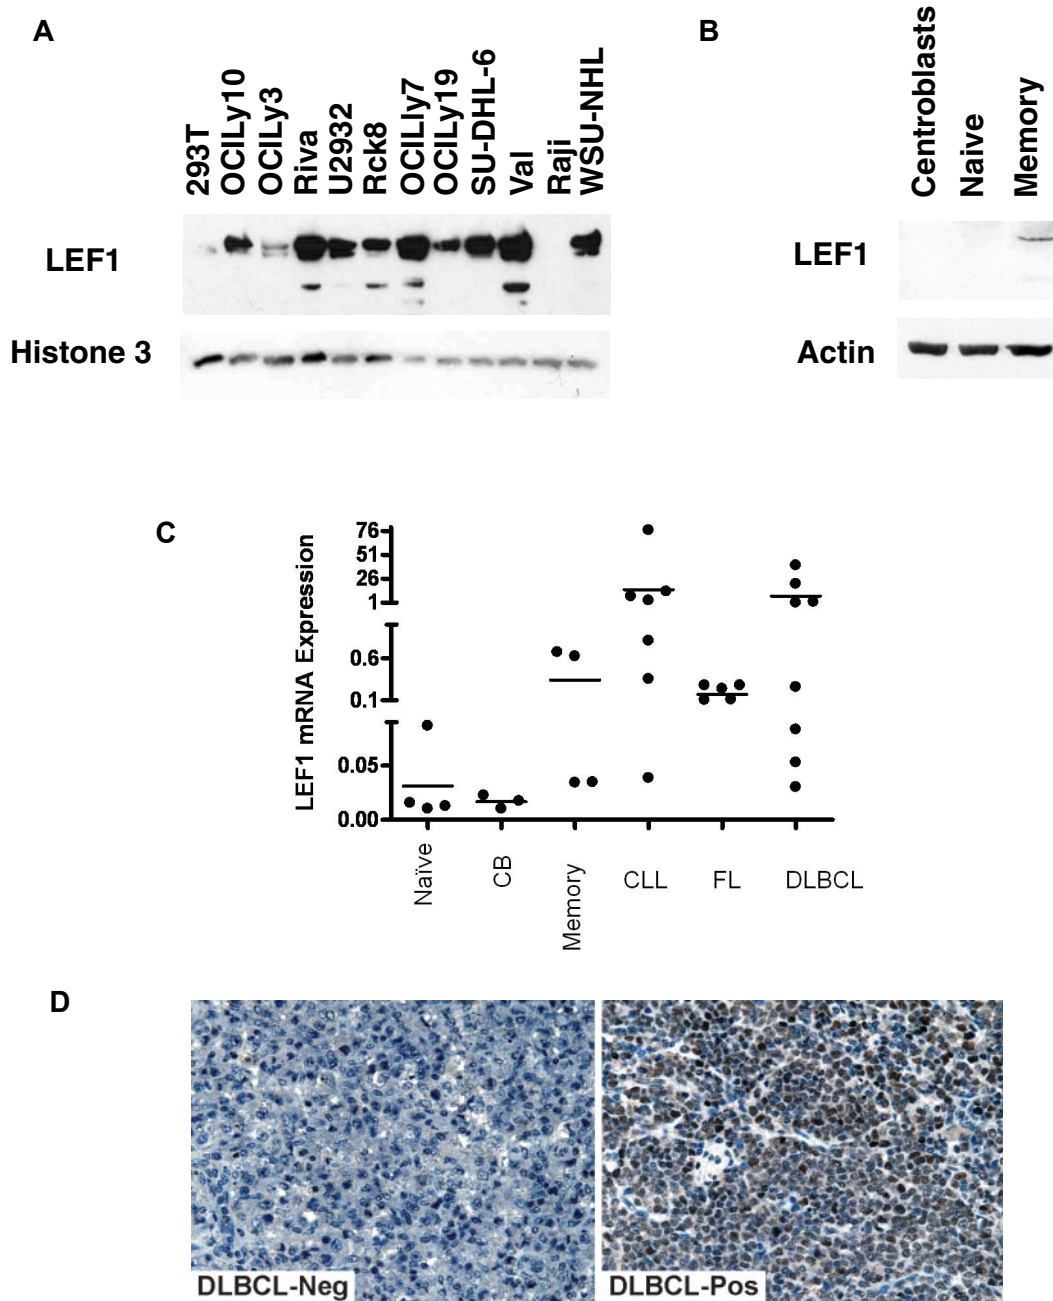 A
293T
OCILy10
OCILy3
Riva
U2932
Rck8
OCILly7
OCILy19
SU-DHL-6
Val
Raji
WSU-NHL
LEF1
Histone 3
B
Centroblasts
Naive
Memory
LEF1
Actin
C
LEF1 mRNA Expression
76
51
26
1
0.6
0.1
0.05
0.00
Naïve
CB
Memory
CLL
FL
DLBCL
D
DLBCL-Neg
DLBCL-Pos